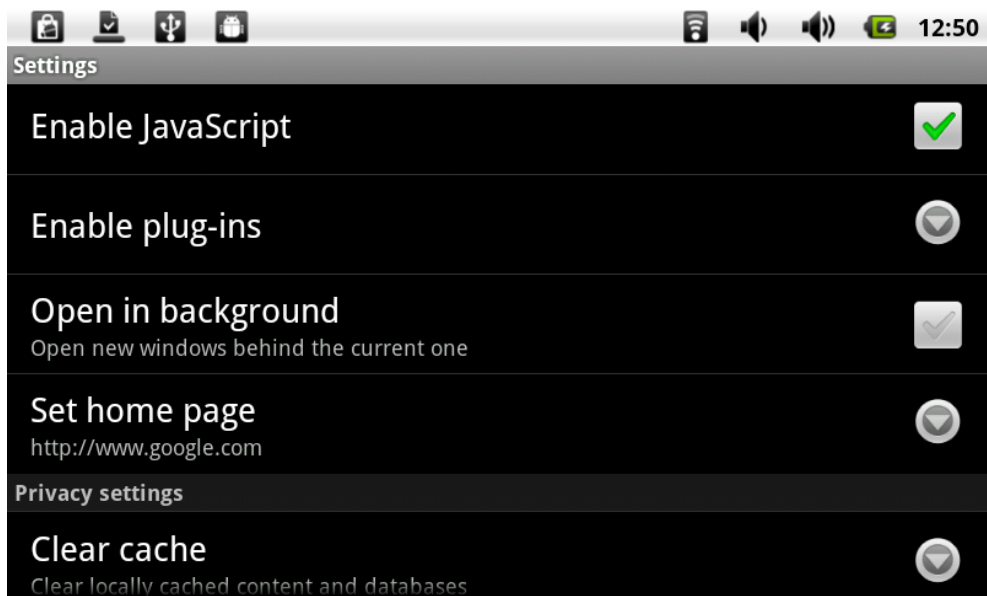 12:50
Settings
Enable JavaScript
Enable plug-ins
Open in background
Open new windows behind the current one
Set home page
http://www.google.com
Privacy settings
Clear cache
Clear locally cached content and databases